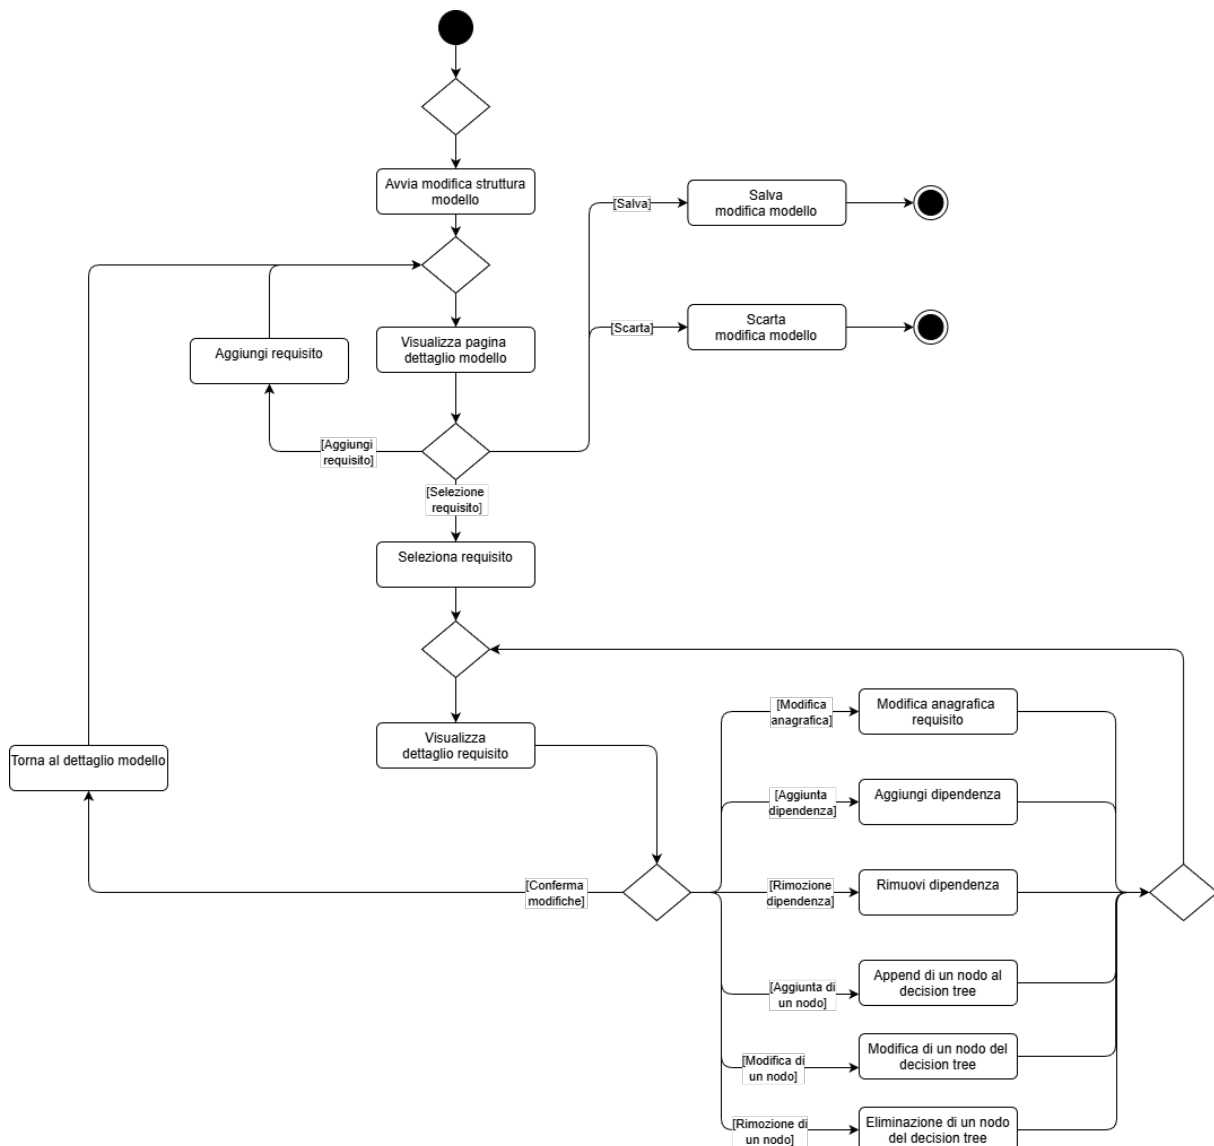 Avvia modifica struttura
modello
[Salva]
Salva
modifica modello
[Scarta]
Scarta
modifica modello
Visualizza pagina
dettaglio modello
Aggiungi requisito
[Aggiungi
requisito]
[Selezione
requisito]
Seleziona requisito
Visualizza
dettaglio requisito
Torna al dettaglio modello
[Conferma
modifiche]
[Modifica
anagrafica]
Modifica anagrafica
requisito
[Aggiunta
dipendenza]
Aggiungi dipendenza
[Rimozione
dipendenza]
Rimuovi dipendenza
[Aggiunta di
un nodo]
Append di un nodo al
decision tree
[Modifica di
un nodo]
Modifica di un nodo del
decision tree
[Rimozione di
un nodo]
Eliminazione di un nodo
del decision tree